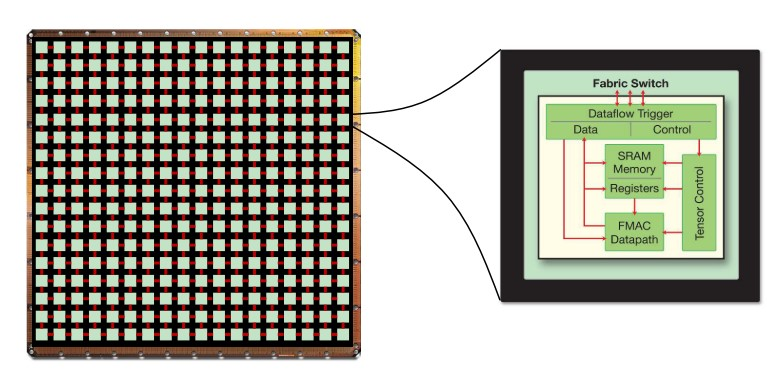 Fabric Switch
Dataflow Trigger
Data Control
SRAM
Memory
Registers
FMAC
Datapath
Tensor Control